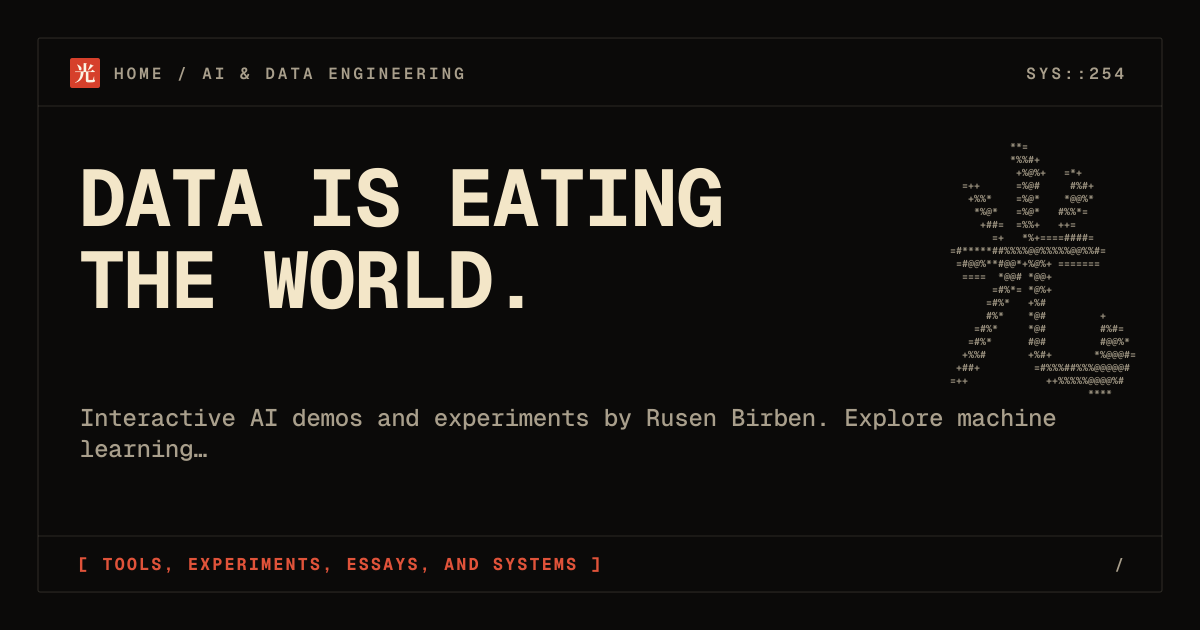 光 HOME / AI & DATA ENGINEERING
SYS::254
DATA IS EATING
THE WORLD.
Interactive AI demos and experiments by Rusen Birben. Explore machine
learning…
[ TOOLS, EXPERIMENTS, ESSAYS, AND SYSTEMS ]
/